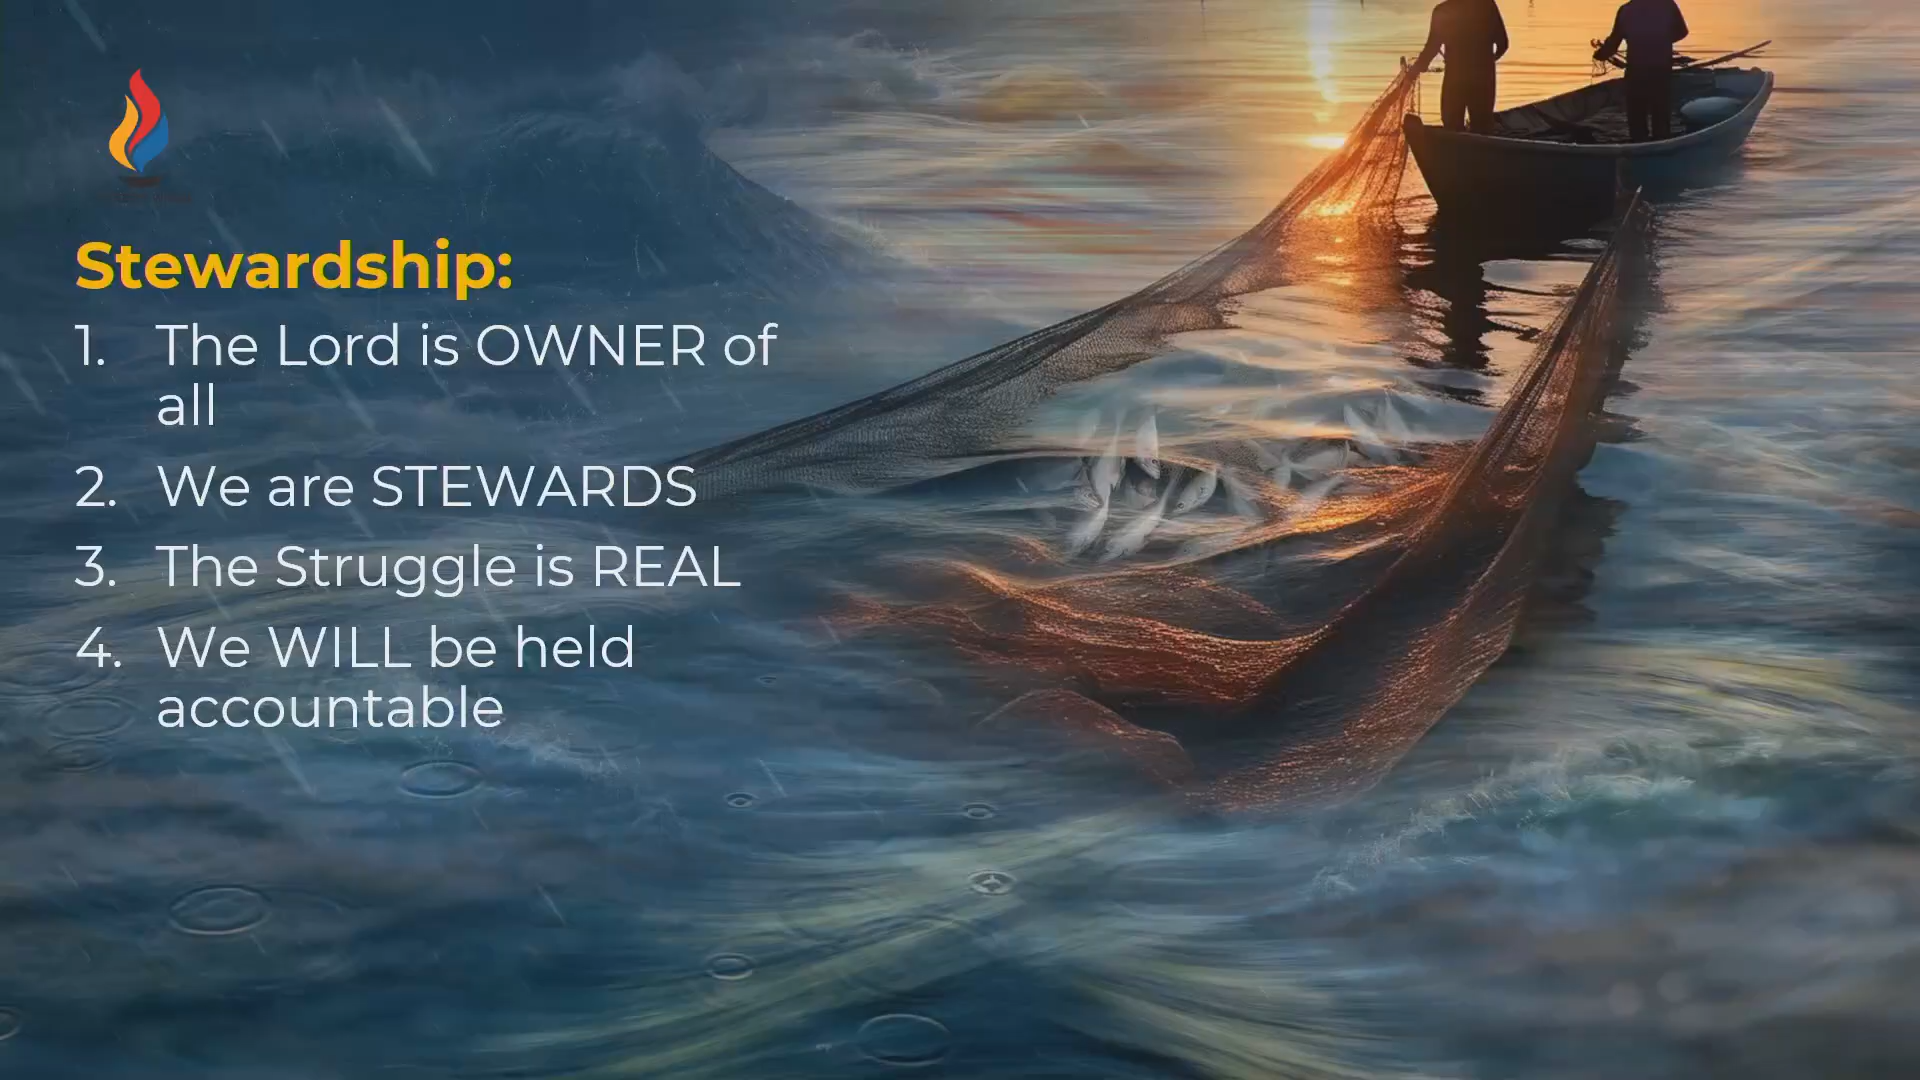 Stewardship:
1. The Lord is OWNER of
all
2. We are STEWARDS
3. The Struggle is REAL
4. We WILL be held
accountable